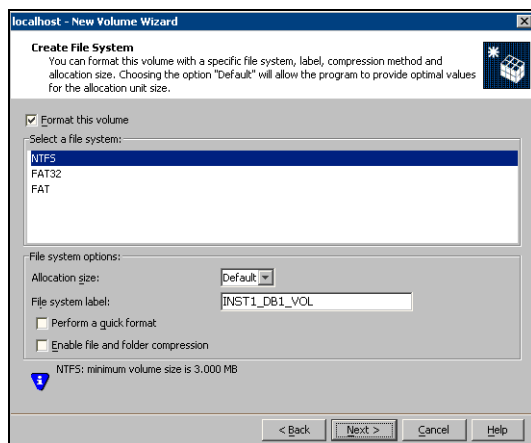 localhost - New Volume Wizard
Create File System
You can format this volume with a specific file system, label, compression method and
allocation size. Choosing the option "Default" will allow the program to provide optimal values
for the allocation unit size.
Format this volume
Select a file system:
NTFS
FAT32
FAT
File system options:
Allocation size: Default
File system label: INST1_DB1_VOL
Perform a quick format
Enable file and folder compression
NTFS: minimum volume size is 3.000 MB
< Back Next > Cancel Help